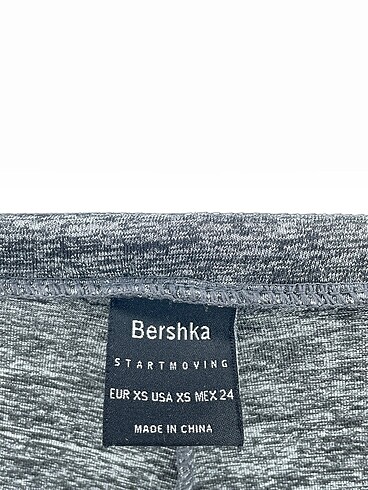 Bershka
STARTMOVING
EUR XS USA XS MEX 24
MADE IN CHINA